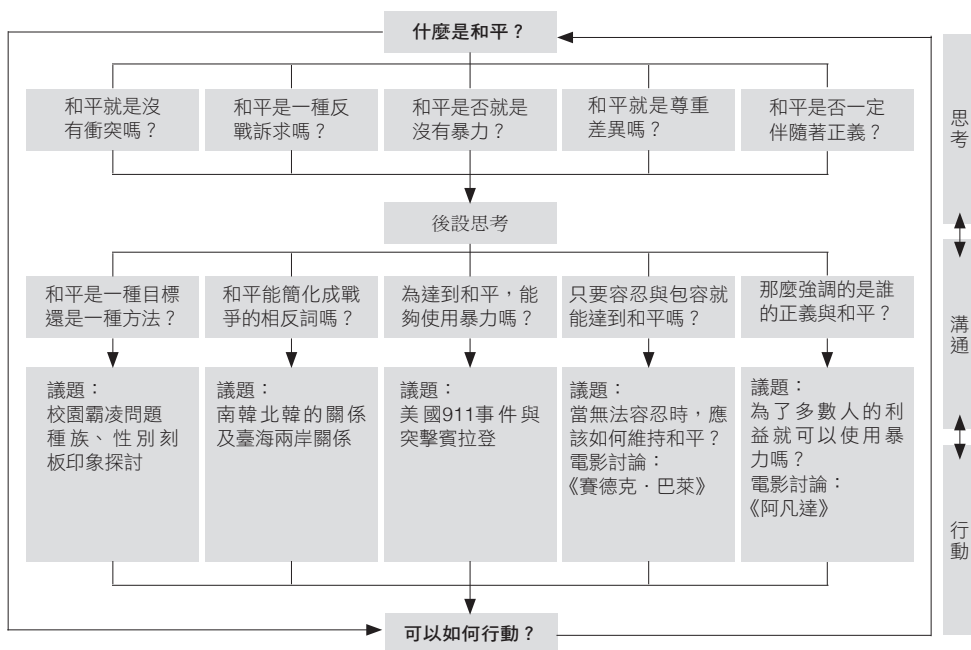 什麼是和平？
和平就是沒
有衝突嗎？
和平是一種反
戰訴求嗎？
和平是否就是
沒有暴力？
和平就是尊重
差異嗎？
和平是否一定
伴隨著正義？
後設思考
和平是一種目標
還是一種方法？
和平能簡化成戰
爭的相反詞嗎？
為達到和平，能
夠使用暴力嗎？
只要容忍與包容就
能達到和平嗎？
那麼強調的是誰
的正義與和平？
議題：
校園霸凌問題
種族、性別刻
板印象探討
議題：
南韓北韓的關係
及臺海兩岸關係
議題：
美國911事件與
突擊賓拉登
議題：
當無法容忍時，應
該如何維持和平？
電影討論：
《賽德克．巴萊》
議題：
為了多數人的利
益就可以使用暴
力嗎？
電影討論：
《阿凡達》
可以如何行動？
思考
溝通
行動